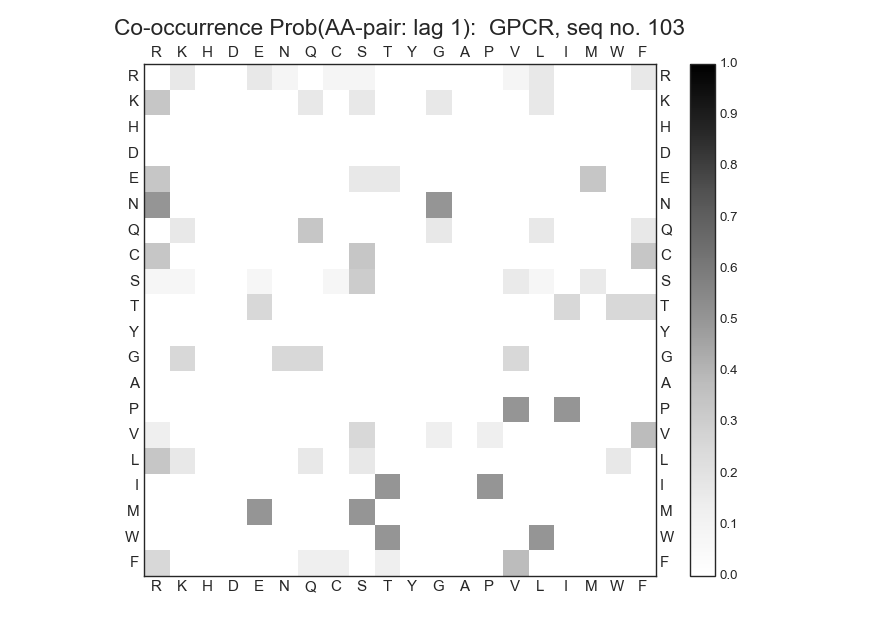 Co-occurrence Prob(AA-pair: lag 1):  GPCR, seq no. 103
R K H D E N Q C S T Y G A P V L I M W F
R R 1.0
K K 0.9
H H
D D 0.8
E E
N N 0.7
Q Q
C C 0.6
S S
T T 0.5
Y Y
G G 0.4
A A
P P 0.3
V V
L L 0.2
I I
M M 0.1
W W
F F 0.0
R K H D E N Q C S T Y G A P V L I M W F